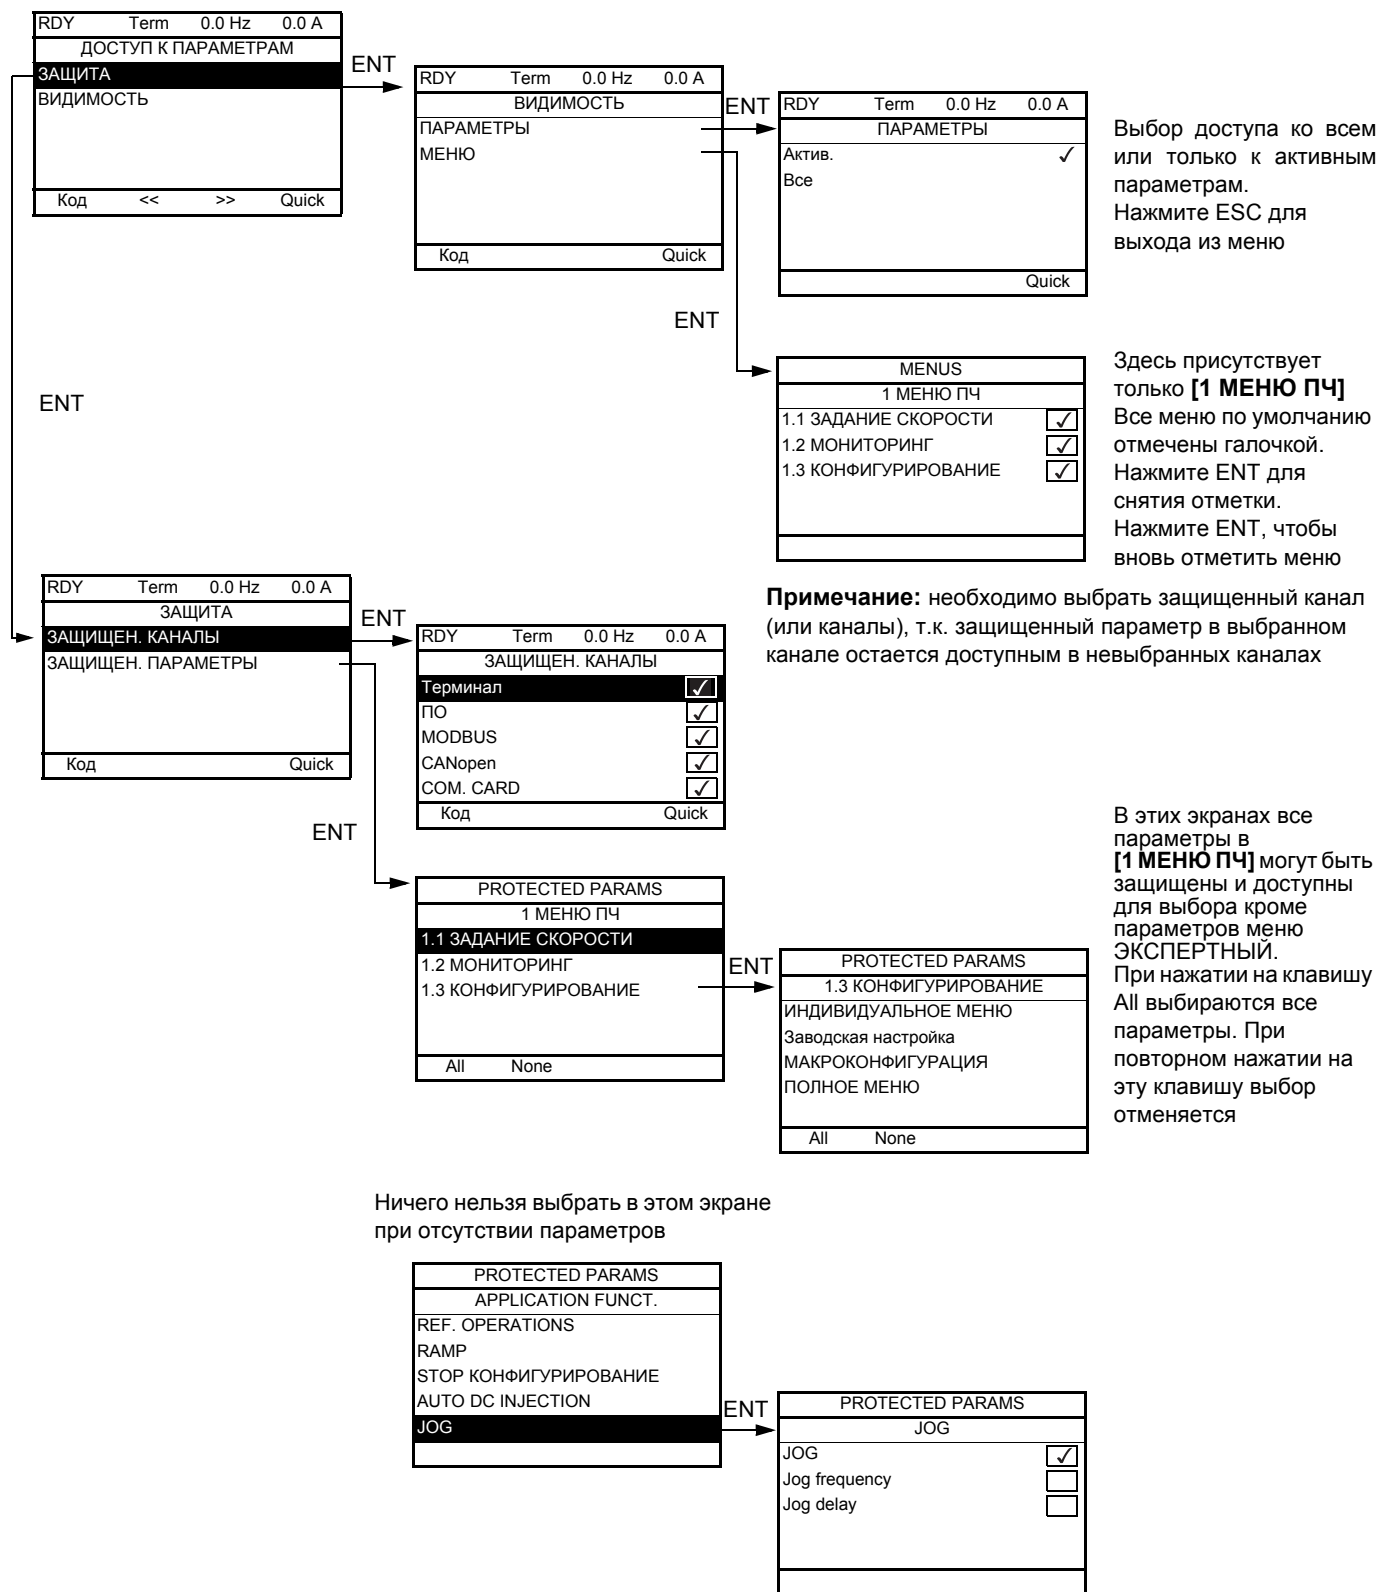 RDY Term 0.0 Hz 0.0 A
ДОСТУП К ПАРАМЕТРАМ
ЗАЩИТА
ВИДИМОСТЬ
Код << >> Quick
ENT
RDY Term 0.0 Hz 0.0 A
ВИДИМОСТЬ
ПАРАМЕТРЫ
МЕНЮ
Код Quick
ENT
RDY Term 0.0 Hz 0.0 A
ПАРАМЕТРЫ
Актив. ✓
Все
Quick
Выбор доступа ко всем
или только к активным
параметрам.
Нажмите ESC для
выхода из меню
ENT
MENUS
1 МЕНЮ ПЧ
1.1 ЗАДАНИЕ СКОРОСТИ ✓
1.2 МОНИТОРИНГ ✓
1.3 КОНФИГУРИРОВАНИЕ ✓
Здесь присутствует
только [1 МЕНЮ ПЧ]
Все меню по умолчанию
отмечены галочкой.
Нажмите ENT для
снятия отметки.
Нажмите ENT, чтобы
вновь отметить меню
ENT
Примечание: необходимо выбрать защищенный канал
(или каналы), т.к. защищенный параметр в выбранном
канале остается доступным в невыбранных каналах
RDY Term 0.0 Hz 0.0 A
ЗАЩИТА
ЗАЩИЩЕН. КАНАЛЫ
ЗАЩИЩЕН. ПАРАМЕТРЫ
Код Quick
ENT
RDY Term 0.0 Hz 0.0 A
ЗАЩИЩЕН. КАНАЛЫ
Терминал ✓
ПО ✓
MODBUS ✓
CANopen ✓
COM. CARD ✓
Код Quick
ENT
PROTECTED PARAMS
1 МЕНЮ ПЧ
1.1 ЗАДАНИЕ СКОРОСТИ
1.2 МОНИТОРИНГ
1.3 КОНФИГУРИРОВАНИЕ
All None
ENT
PROTECTED PARAMS
1.3 КОНФИГУРИРОВАНИЕ
ИНДИВИДУАЛЬНОЕ МЕНЮ
Заводская настройка
МАКРОКОНФИГУРАЦИЯ
ПОЛНОЕ МЕНЮ
All None
В этих экранах все
параметры в
[1 МЕНЮ ПЧ] могут быть
защищены и доступны
для выбора кроме
параметров меню
ЭКСПЕРТНЫЙ.
При нажатии на клавишу
All выбираются все
параметры. При
повторном нажатии на
эту клавишу выбор
отменяется
Ничего нельзя выбрать в этом экране
при отсутствии параметров
PROTECTED PARAMS
APPLICATION FUNCT.
REF. OPERATIONS
RAMP
STOP КОНФИГУРИРОВАНИЕ
AUTO DC INJECTION
JOG
ENT
PROTECTED PARAMS
JOG
JOG ✓
Jog frequency
Jog delay